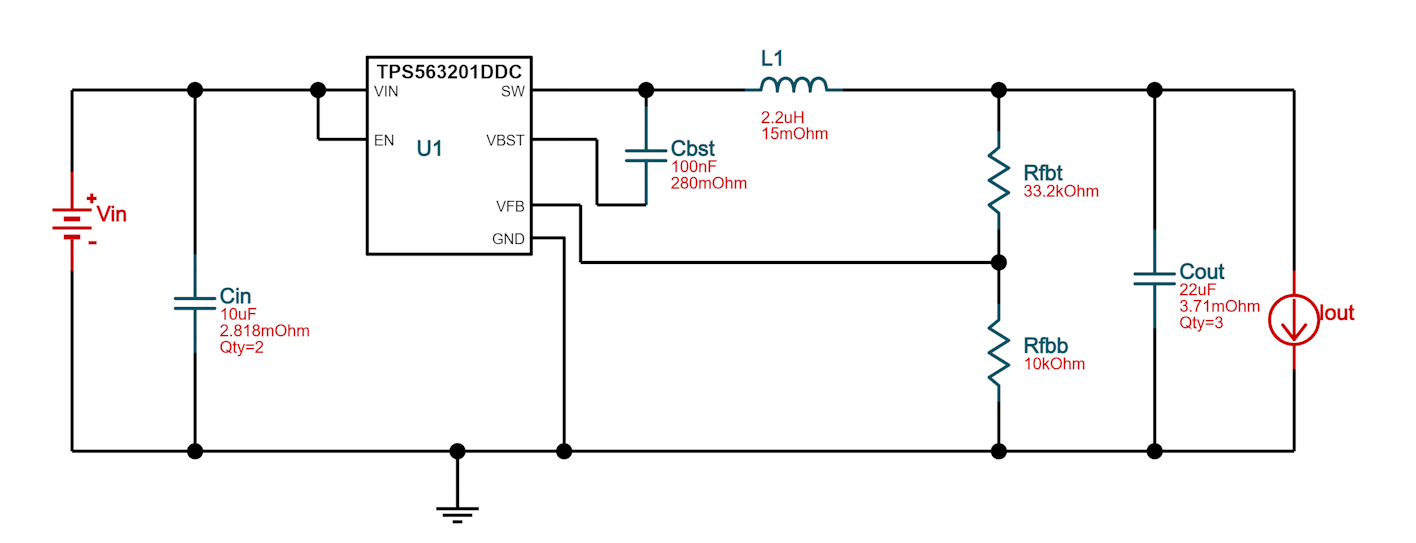 TPS563201DDC
VIN
SW
EN
VBST
U1
VFB
GND
L1
2.2uH
15mOhm
Cbst
100nF
280mOhm
Rfbt
33.2kOhm
+
Vin
-
Cin
10uF
2.818mOhm
Qty=2
Cout
22uF
3.71mOhm
Qty=3
Iout
Rfbb
10kOhm